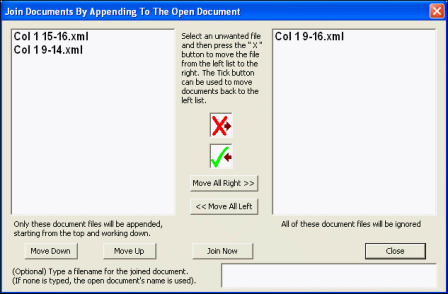 Join Documents By Appending To The Open Document
Col 1 15-16.xml
Col 1 9-14.xml
Select an unwanted file
and then press the " X "
button to move the file
from the left list to the
right. The Tick button
can be used to move
documents back to the
left list.
Col 1 9-16.xml
Move All Right >>
<< Move All Left
Only these document files will be appended,
starting from the top and working down.
All of these document files will be ignored
Move Down
Move Up
Join Now
Close
(Optional) Type a filename for the joined document.
(If none is typed, the open document's name is used).